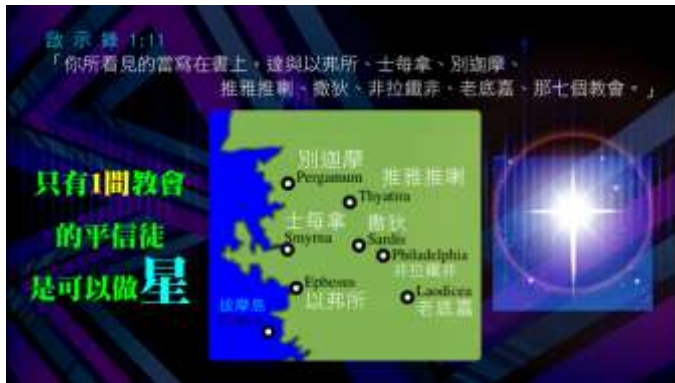 啟示錄 1:11
「你所看見的當寫在書上。達與以弗所、士每拿、別迦摩、
推雅推喇、撒狄、非拉鐵非、老底嘉、那七個教會。」
只有1間教會
的平信徒
是可以做星
別迦摩
Pergamum
推雅推喇
Thyatira
士每拿
Smyrna
撒狄
Sardis
Philadelphia
非拉鐵非
Ephesus
以弗所
Laodicea
老底嘉
拔摩島